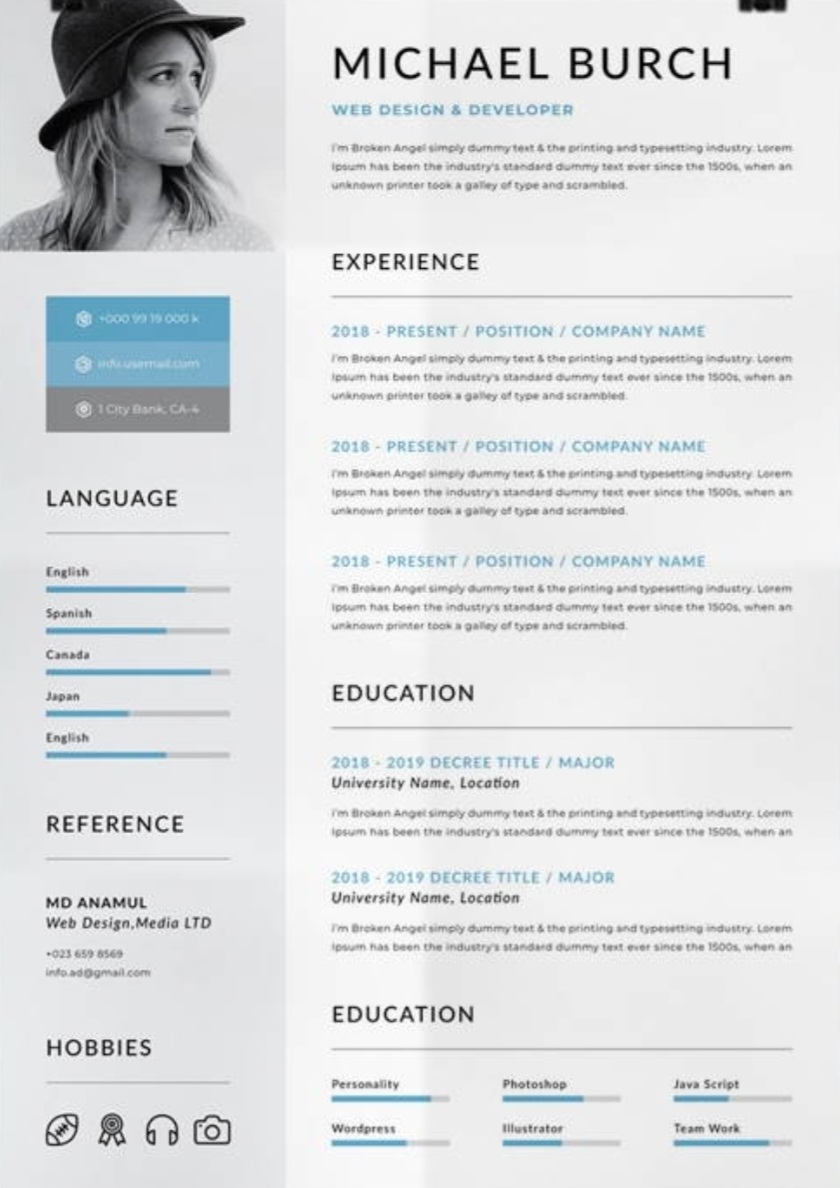 MICHAEL BURCH
WEB DESIGN & DEVELOPER
I'm Broken Angel simply dummy text & the printing and typesetting industry. Lorem
Ipsum has been the industry's standard dummy text ever since the 1500s, when an
unknown printer took a galley of type and scrambled.
+000 99 19 000 k
info.usemail.com
1 City Bank, CA-4
LANGUAGE
English
Spanish
Canada
Japan
English
REFERENCE
MD ANAMUL
Web Design,Media LTD
+023 659 8569
info.ad@gmail.com
HOBBIES
EXPERIENCE
2018 - PRESENT / POSITION / COMPANY NAME
I'm Broken Angel simply dummy text & the printing and typesetting industry. Lorem
Ipsum has been the industry's standard dummy text ever since the 1500s, when an
unknown printer took a galley of type and scrambled.
2018 - PRESENT / POSITION / COMPANY NAME
I'm Broken Angel simply dummy text & the printing and typesetting industry. Lorem
Ipsum has been the industry's standard dummy text ever since the 1500s, when an
unknown printer took a galley of type and scrambled.
2018 - PRESENT / POSITION / COMPANY NAME
I'm Broken Angel simply dummy text & the printing and typesetting industry. Lorem
Ipsum has been the industry's standard dummy text ever since the 1500s, when an
unknown printer took a galley of type and scrambled.
EDUCATION
2018 - 2019 DECREE TITLE / MAJOR
University Name, Location
I'm Broken Angel simply dummy text & the printing and typesetting industry. Lorem
Ipsum has been the industry's standard dummy text ever since the 1500s, when an
2018 - 2019 DECREE TITLE / MAJOR
University Name, Location
I'm Broken Angel simply dummy text & the printing and typesetting industry. Lorem
Ipsum has been the industry's standard dummy text ever since the 1500s, when an
EDUCATION
Personality Photoshop Java Script
Wordpress Illustrator Team Work